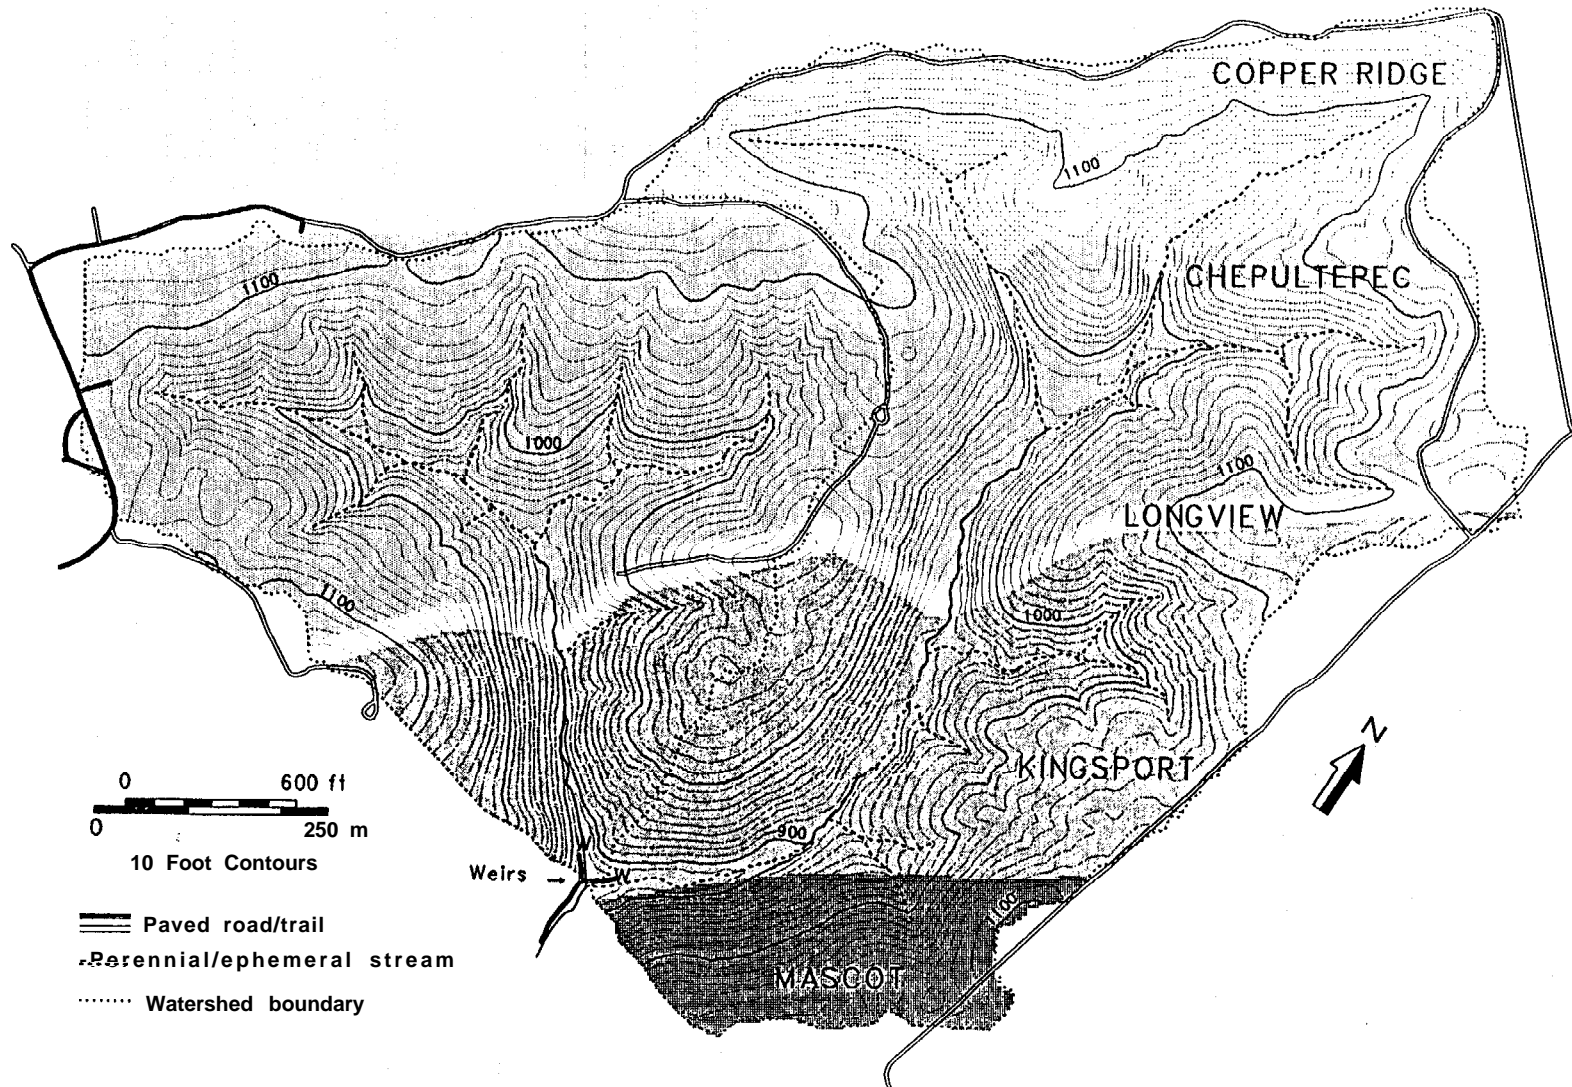 COPPER RIDGE
1100
CHEPULTEPEC
1100
1000
1100
LONGVIEW
1100
1000
N
KINGSPORT
0 600 ft
0 250 m
10 Foot Contours
900
Weirs
W
1100
Paved road/trail
Perennial/ephemeral stream
MASCOT
Watershed boundary